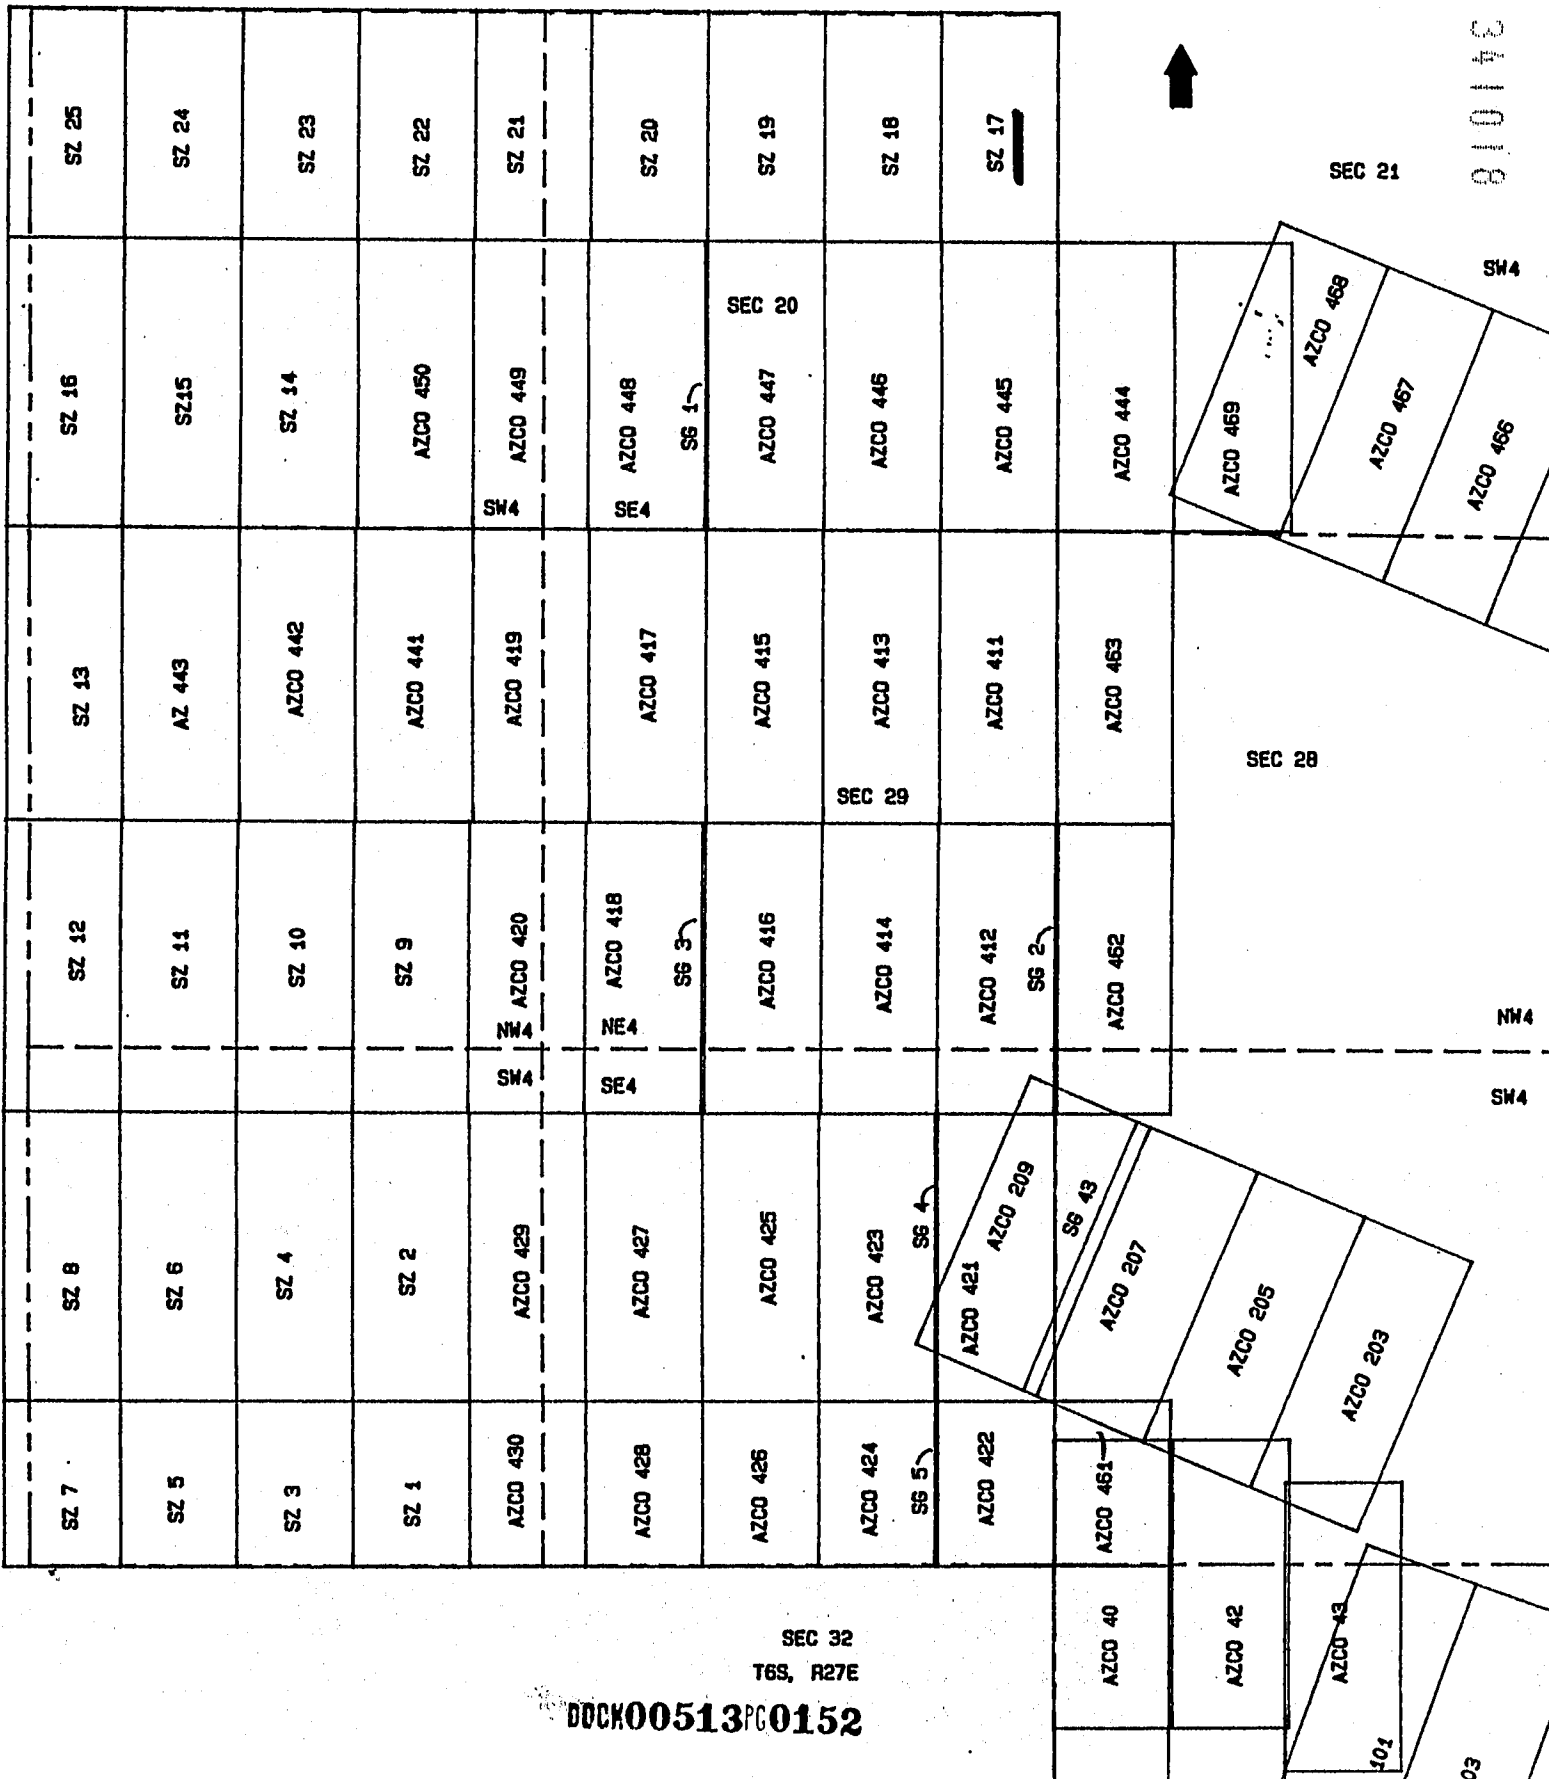 341018
SZ 25
SZ 24
SZ 23
SZ 22
SZ 21
SZ 20
SZ 19
SZ 18
SZ 17
SEC 21
SW4
SEC 20
SZ 16
SZ15
SZ 14
AZCO 450
AZCO 449
AZCO 448
SG 1
AZCO 447
AZCO 446
AZCO 445
AZCO 444
AZCO 469
AZCO 468
AZCO 467
AZCO 466
SW4
SE4
SZ 13
AZ 443
AZCO 442
AZCO 441
AZCO 419
AZCO 417
AZCO 415
AZCO 413
AZCO 411
AZCO 463
SEC 28
SEC 29
SZ 12
SZ 11
SZ 10
SZ 9
AZCO 420
AZCO 418
SG 3
AZCO 416
AZCO 414
AZCO 412
SG 2
AZCO 462
NW4
NE4
NW4
SW4
SE4
SW4
SZ 8
SZ 6
SZ 4
SZ 2
AZCO 429
AZCO 427
AZCO 425
AZCO 423
SG 4
AZCO 421
AZCO 209
SG 43
AZCO 207
AZCO 205
AZCO 203
SZ 7
SZ 5
SZ 3
SZ 1
AZCO 430
AZCO 428
AZCO 426
AZCO 424
SG 5
AZCO 422
AZCO 461
AZCO 40
AZCO 42
AZCO 43
101
03
SEC 32
T6S, R27E
DOCK00513PG0152